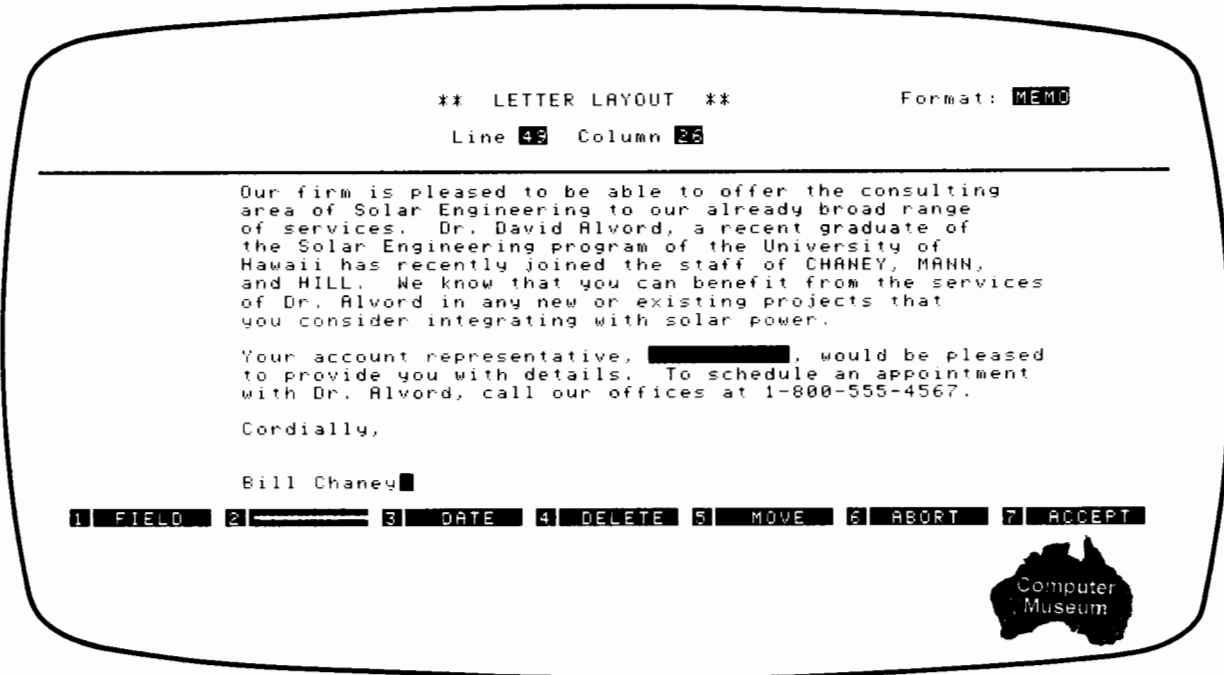 ** LETTER LAYOUT ** Format: MEMO
Line 49 Column 26
Our firm is pleased to be able to offer the consulting
area of Solar Engineering to our already broad range
of services. Dr. David Alvord, a recent graduate of
the Solar Engineering program of the University of
Hawaii has recently joined the staff of CHANEY, MANN,
and HILL. We know that you can benefit from the services
of Dr. Alvord in any new or existing projects that
you consider integrating with solar power.
Your account representative, , would be pleased
to provide you with details. To schedule an appointment
with Dr. Alvord, call our offices at 1-800-555-4567.
Cordially,
Bill Chaney
1 FIELD 2 3 DATE 4 DELETE 5 MOVE 6 ABORT 7 ACCEPT
Computer
Museum